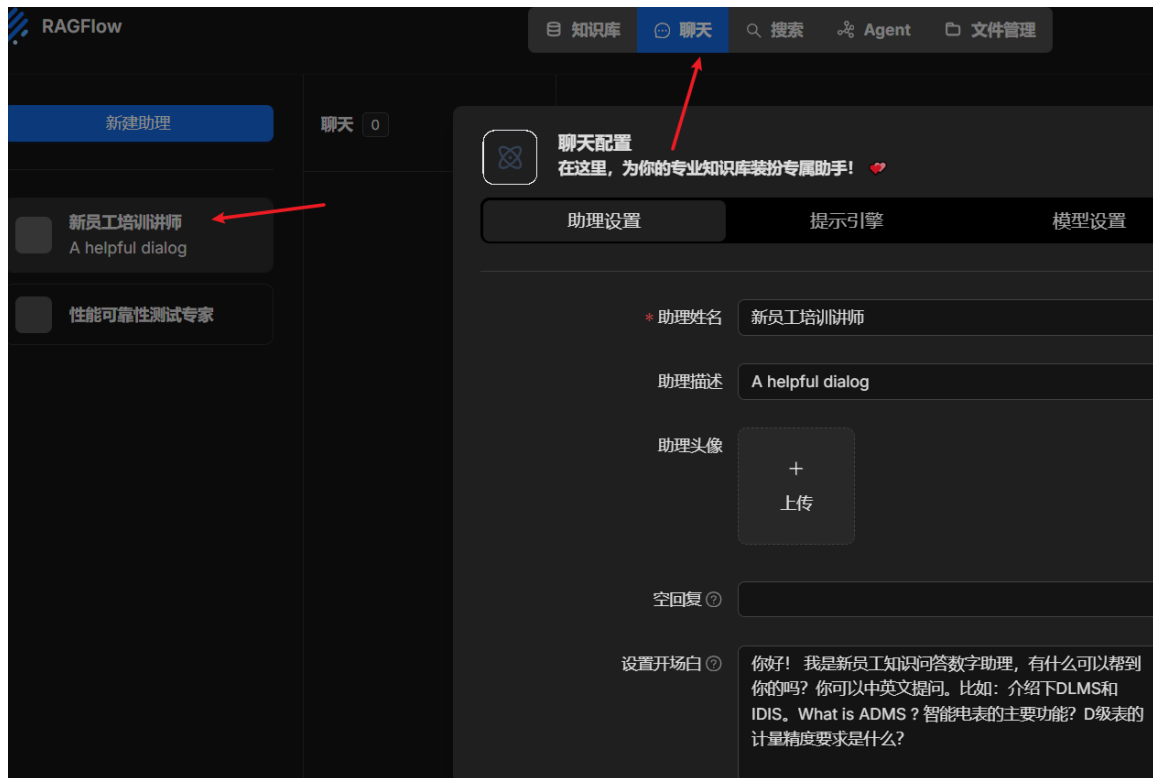 RAGFlow
知识库
聊天
搜索
Agent
文件管理
新建助理
聊天 0
新员工培训讲师
A helpful dialog
性能可靠性测试专家
聊天配置
在这里，为你的专业知识库装扮专属助手！ 💕
助理设置
提示引擎
模型设置
* 助理姓名
新员工培训讲师
助理描述
A helpful dialog
助理头像
+
上传
空回复
设置开场白
你好！ 我是新员工知识问答数字助理，有什么可以帮到
你的吗？你可以中英文提问。比如：介绍下DLMS和
IDIS。What is ADMS？智能电表的主要功能？D级表的
计量精度要求是什么？